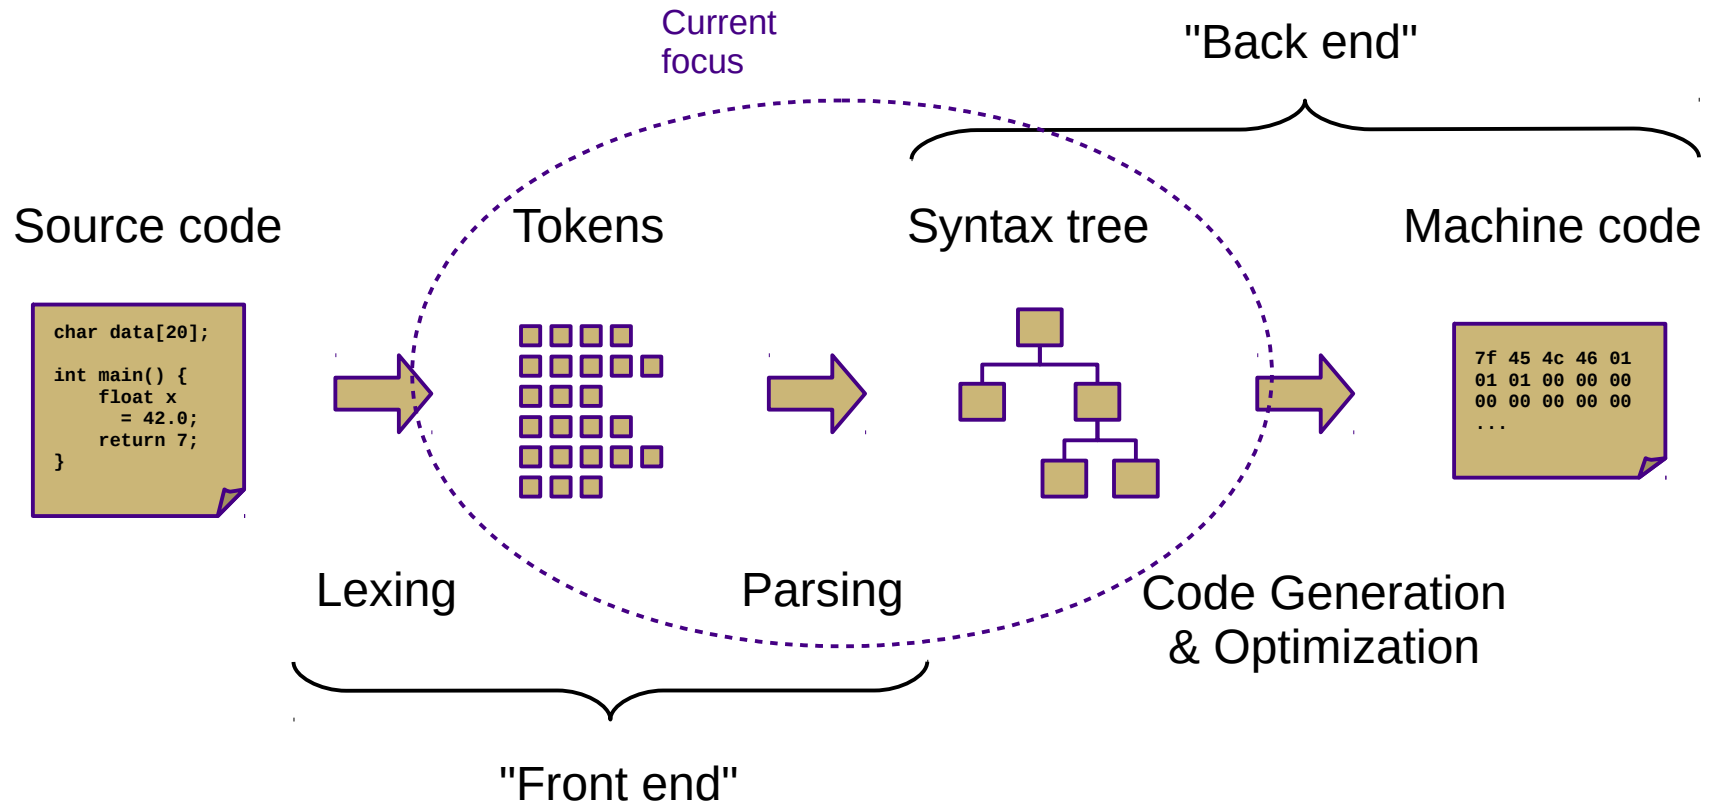 Current
focus
"Back end"
Source code
Tokens
Syntax tree
Machine code
char data[20];
int main() {
float x
= 42.0;
return 7;
}
7f 45 4c 46 01
01 01 00 00 00
00 00 00 00 00
...
Lexing
Parsing
Code Generation
& Optimization
"Front end"